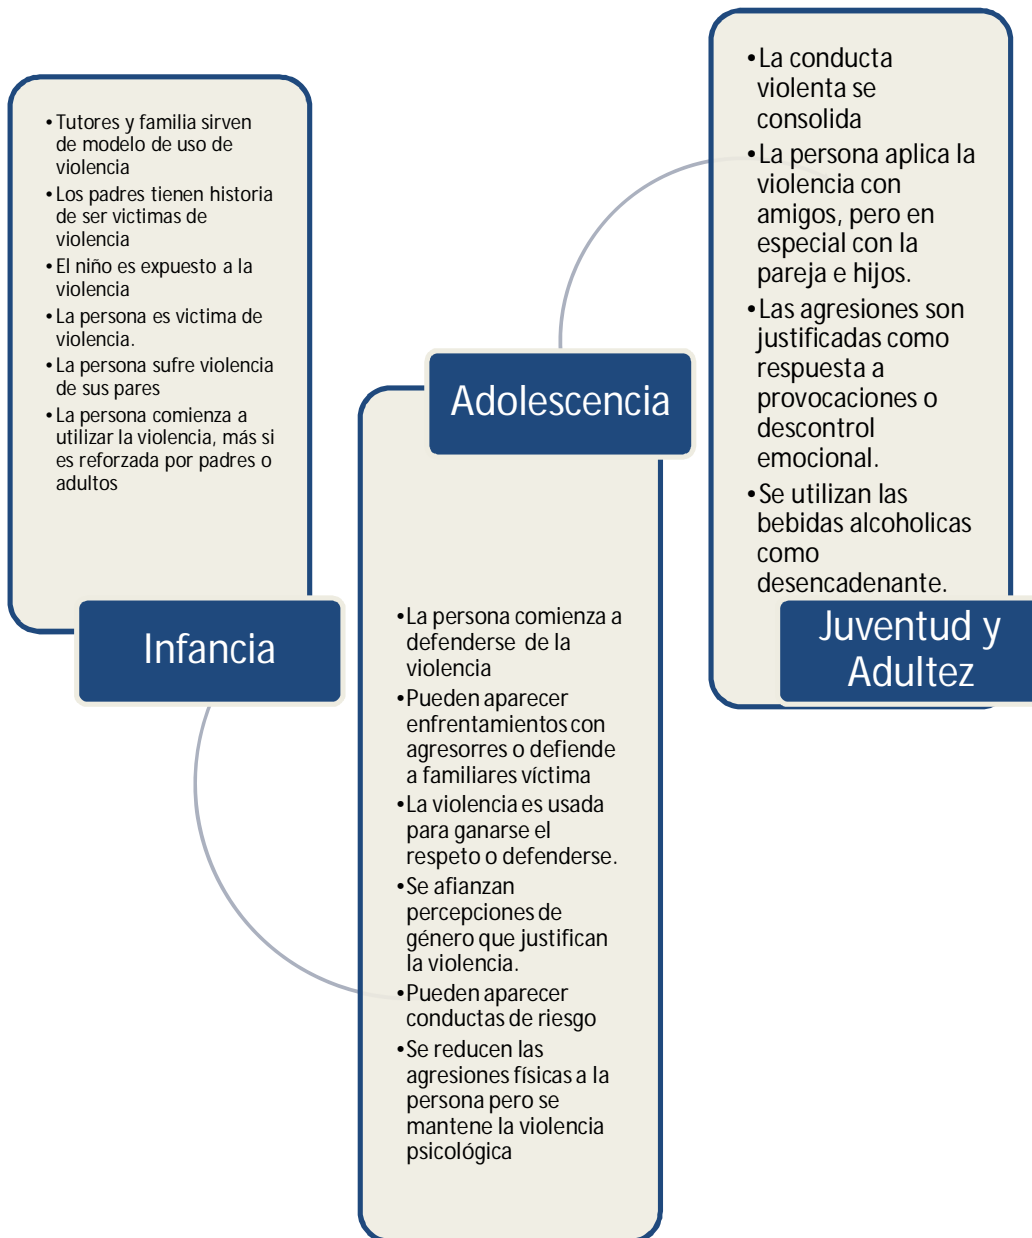 • Tutores y familia sirven
de modelo de uso de
violencia
• Los padres tienen historia
de ser victimas de
violencia
• El niño es expuesto a la
violencia
• La persona es victima de
violencia.
• La persona sufre violencia
de sus pares
• La persona comienza a
utilizar la violencia, más si
es reforzada por padres o
adultos
Infancia
Adolescencia
• La persona comienza a
defenderse de la
violencia
• Pueden aparecer
enfrentamientos con
agresorres o defiende
a familiares víctima
• La violencia es usada
para ganarse el
respeto o defenderse.
• Se afianzan
percepciones de
género que justifican
la violencia.
• Pueden aparecer
conductas de riesgo
• Se reducen las
agresiones físicas a la
persona pero se
mantene la violencia
psicológica
• La conducta
violenta se
consolida
• La persona aplica la
violencia con
amigos, pero en
especial con la
pareja e hijos.
• Las agresiones son
justificadas como
respuesta a
provocaciones o
descontrol
emocional.
• Se utilizan las
bebidas alcoholicas
como
desencadenante.
Juventud y
Adultez